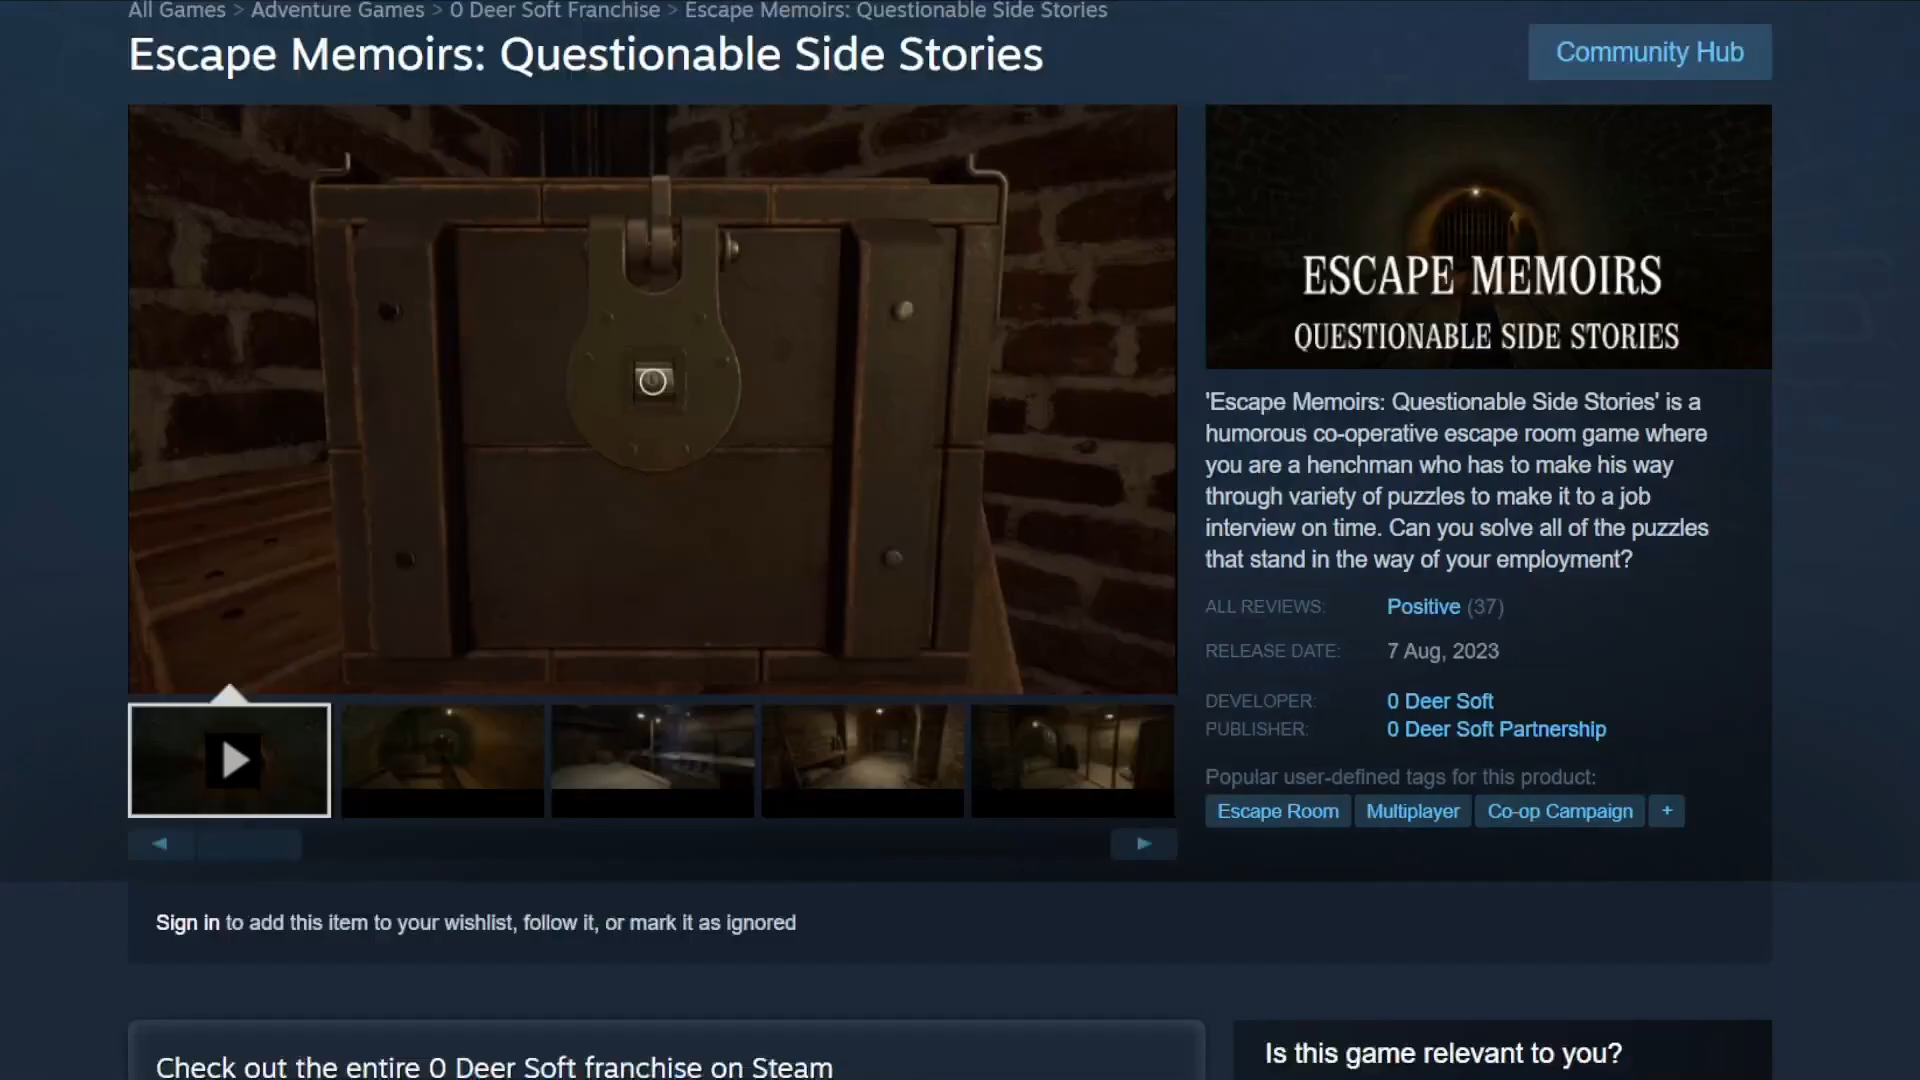 All Games > Adventure Games > 0 Deer Soft Franchise > Escape Memoirs: Questionable Side Stories
Escape Memoirs: Questionable Side Stories
Community Hub
ESCAPE MEMOIRS
QUESTIONABLE SIDE STORIES
'Escape Memoirs: Questionable Side Stories' is a
humorous co-operative escape room game where
you are a henchman who has to make his way
through variety of puzzles to make it to a job
interview on time. Can you solve all of the puzzles
that stand in the way of your employment?
ALL REVIEWS: Positive (37)
RELEASE DATE: 7 Aug, 2023
DEVELOPER: 0 Deer Soft
PUBLISHER: 0 Deer Soft Partnership
Popular user-defined tags for this product:
Escape Room Multiplayer Co-op Campaign +
Sign in to add this item to your wishlist, follow it, or mark it as ignored
Check out the entire 0 Deer Soft franchise on Steam
Is this game relevant to you?